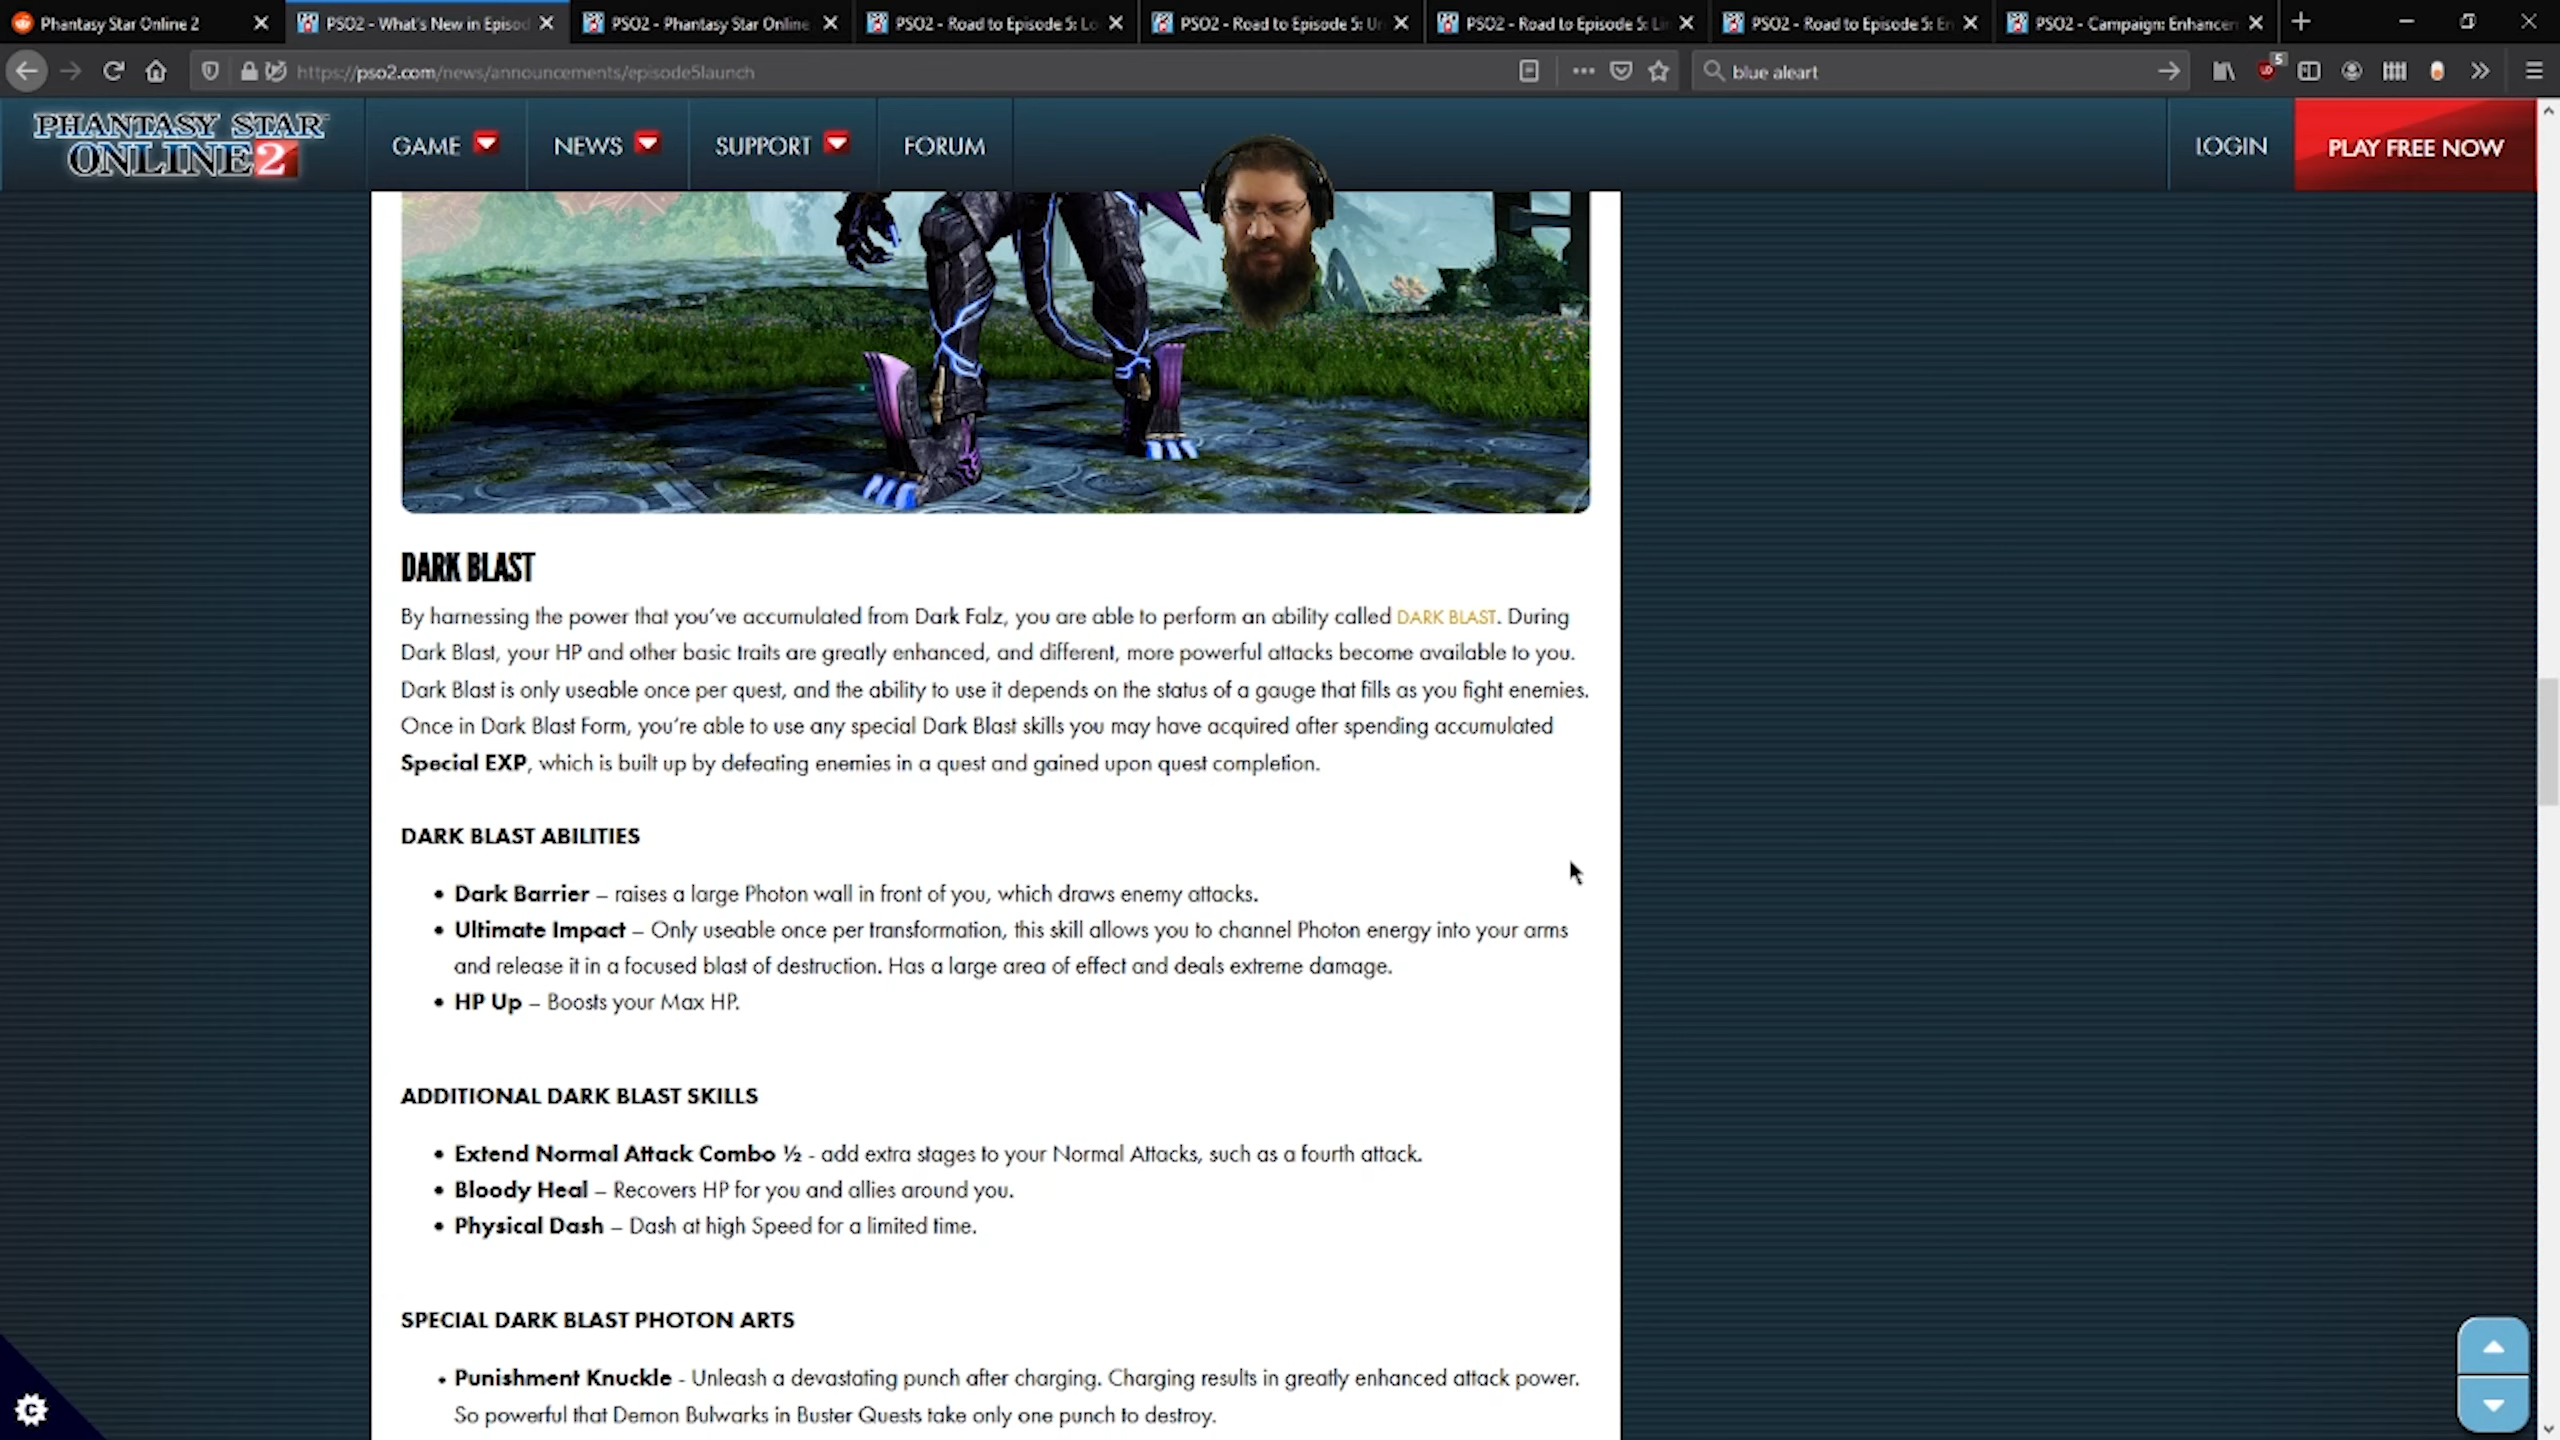 Phantasy Star Online 2
PSO2 - What's New in Episod
PSO2 - Phantasy Star Online
PSO2 - Road to Episode 5: Lo
PSO2 - Road to Episode 5: U
PSO2 - Road to Episode 5: Li
PSO2 - Road to Episode 5: En
PSO2 - Campaign: Enhancem
https://pso2.com/news/announcements/episode5launch
blue aleart
5
PHANTASY STAR
ONLINE 2
GAME
NEWS
SUPPORT
FORUM
LOGIN
PLAY FREE NOW
DARK BLAST
By harnessing the power that you've accumulated from Dark Falz, you are able to perform an ability called DARK BLAST. During
Dark Blast, your HP and other basic traits are greatly enhanced, and different, more powerful attacks become available to you.
Dark Blast is only useable once per quest, and the ability to use it depends on the status of a gauge that fills as you fight enemies.
Once in Dark Blast Form, you're able to use any special Dark Blast skills you may have acquired after spending accumulated
Special EXP, which is built up by defeating enemies in a quest and gained upon quest completion.
DARK BLAST ABILITIES
• Dark Barrier – raises a large Photon wall in front of you, which draws enemy attacks.
• Ultimate Impact – Only useable once per transformation, this skill allows you to channel Photon energy into your arms
and release it in a focused blast of destruction. Has a large area of effect and deals extreme damage.
• HP Up – Boosts your Max HP.
ADDITIONAL DARK BLAST SKILLS
• Extend Normal Attack Combo ½ - add extra stages to your Normal Attacks, such as a fourth attack.
• Bloody Heal – Recovers HP for you and allies around you.
• Physical Dash – Dash at high Speed for a limited time.
SPECIAL DARK BLAST PHOTON ARTS
• Punishment Knuckle - Unleash a devastating punch after charging. Charging results in greatly enhanced attack power.
So powerful that Demon Bulwarks in Buster Quests take only one punch to destroy.